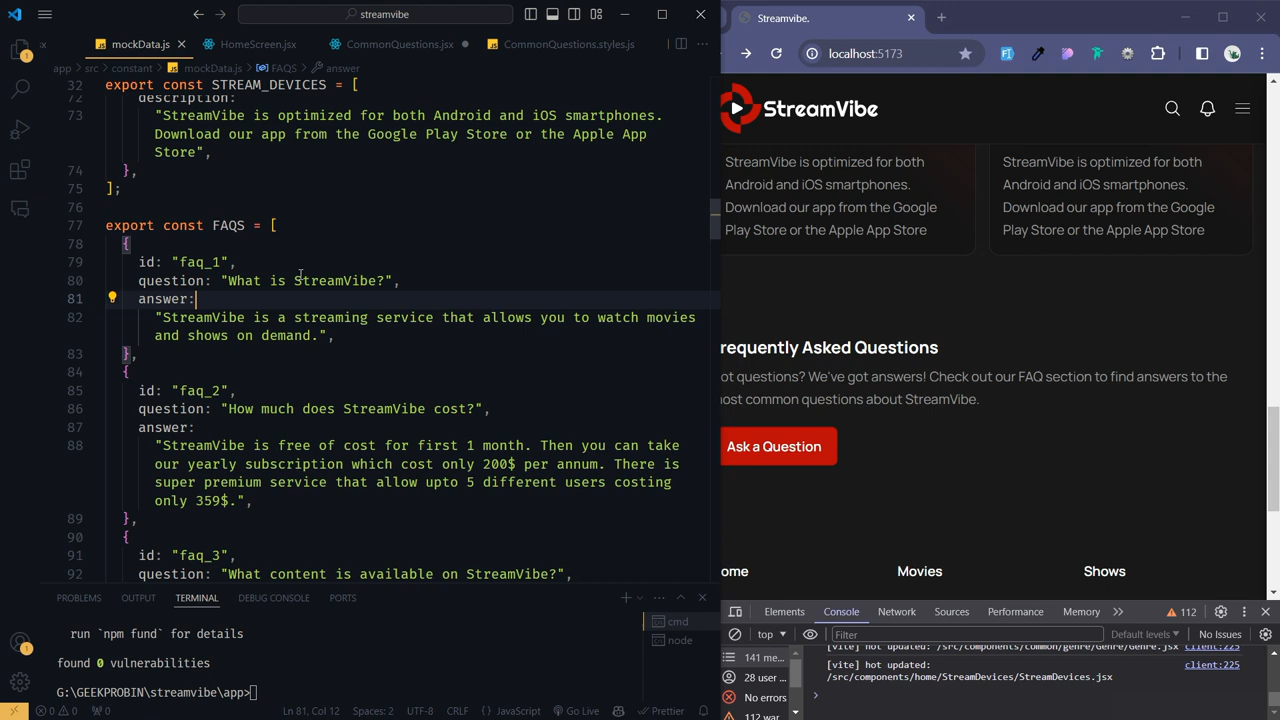 streamvibe
mockData.js
HomeScreen.jsx
CommonQuestions.jsx
CommonQuestions.styles.js
app > src > constant > mockData.js > FAQS > answer
32 export const STREAM_DEVICES = [
72 description:
73 "StreamVibe is optimized for both Android and iOS smartphones.
Download our app from the Google Play Store or the Apple App
Store",
74 },
75 ];
76
77 export const FAQS = [
78 {
79 id: "faq_1",
80 question: "What is StreamVibe?",
81 answer:
82 "StreamVibe is a streaming service that allows you to watch movies
and shows on demand.",
83 },
84 {
85 id: "faq_2",
86 question: "How much does StreamVibe cost?",
87 answer:
88 "StreamVibe is free of cost for first 1 month. Then you can take
our yearly subscription which cost only 200$ per annum. There is
super premium service that allow upto 5 different users costing
only 359$.",
89 },
90 {
91 id: "faq_3",
92 question: "What content is available on StreamVibe?",
PROBLEMS OUTPUT TERMINAL DEBUG CONSOLE PORTS
run `npm fund` for details
found 0 vulnerabilities
G:\GEEKPROBIN\streamvibe\app>
cmd
node
0 0 0 Ln 81, Col 12 Spaces: 2 UTF-8 CRLF JavaScript Go Live Prettier
Streamvibe.
localhost:5173
StreamVibe
StreamVibe is optimized for both
Android and iOS smartphones.
Download our app from the Google
Play Store or the Apple App Store
StreamVibe is optimized for both
Android and iOS smartphones.
Download our app from the Google
Play Store or the Apple App Store
requently Asked Questions
ot questions? We've got answers! Check out our FAQ section to find answers to the
ost common questions about StreamVibe.
Ask a Question
ome Movies Shows
Elements Console Network Sources Performance Memory 112
top Filter Default levels No Issues
141 me...
28 user ...
No errors
112 war
[vite] hot updated: /src/components/common/genre/Genre/Genre.jsx client:225
[vite] hot updated: client:225
/src/components/home/StreamDevices/StreamDevices.jsx